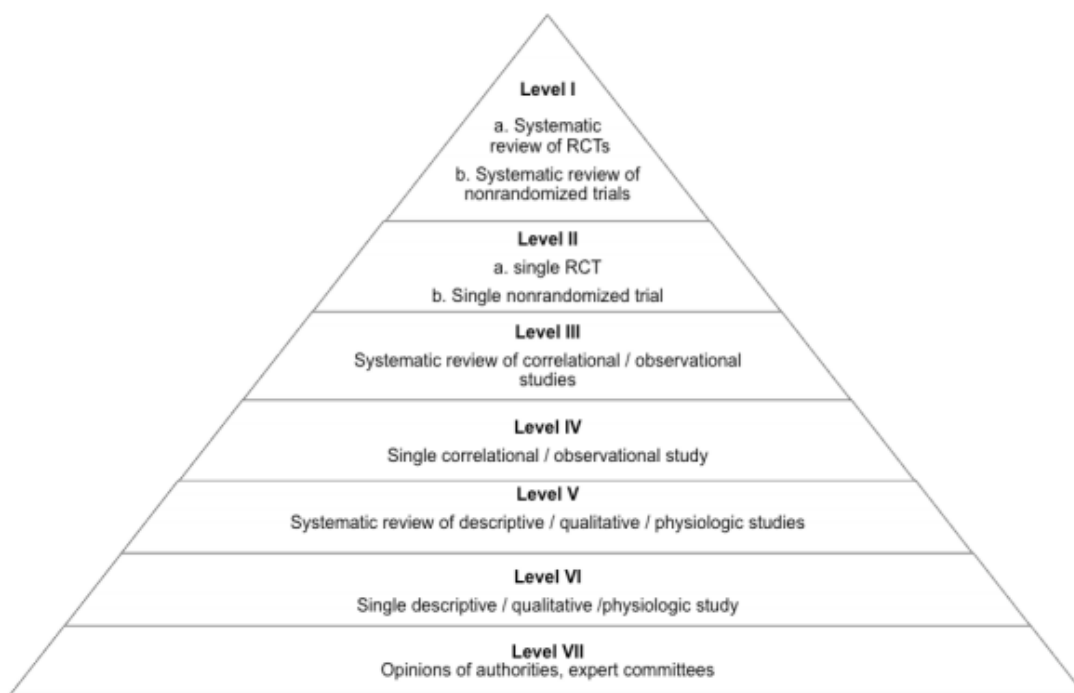 Level I
a. Systematic
review of RCTs
b. Systematic review of
nonrandomized trials
Level II
a. single RCT
b. Single nonrandomized trial
Level III
Systematic review of correlational / observational
studies
Level IV
Single correlational / observational study
Level V
Systematic review of descriptive / qualitative / physiologic studies
Level VI
Single descriptive / qualitative /physiologic study
Level VII
Opinions of authorities, expert committees